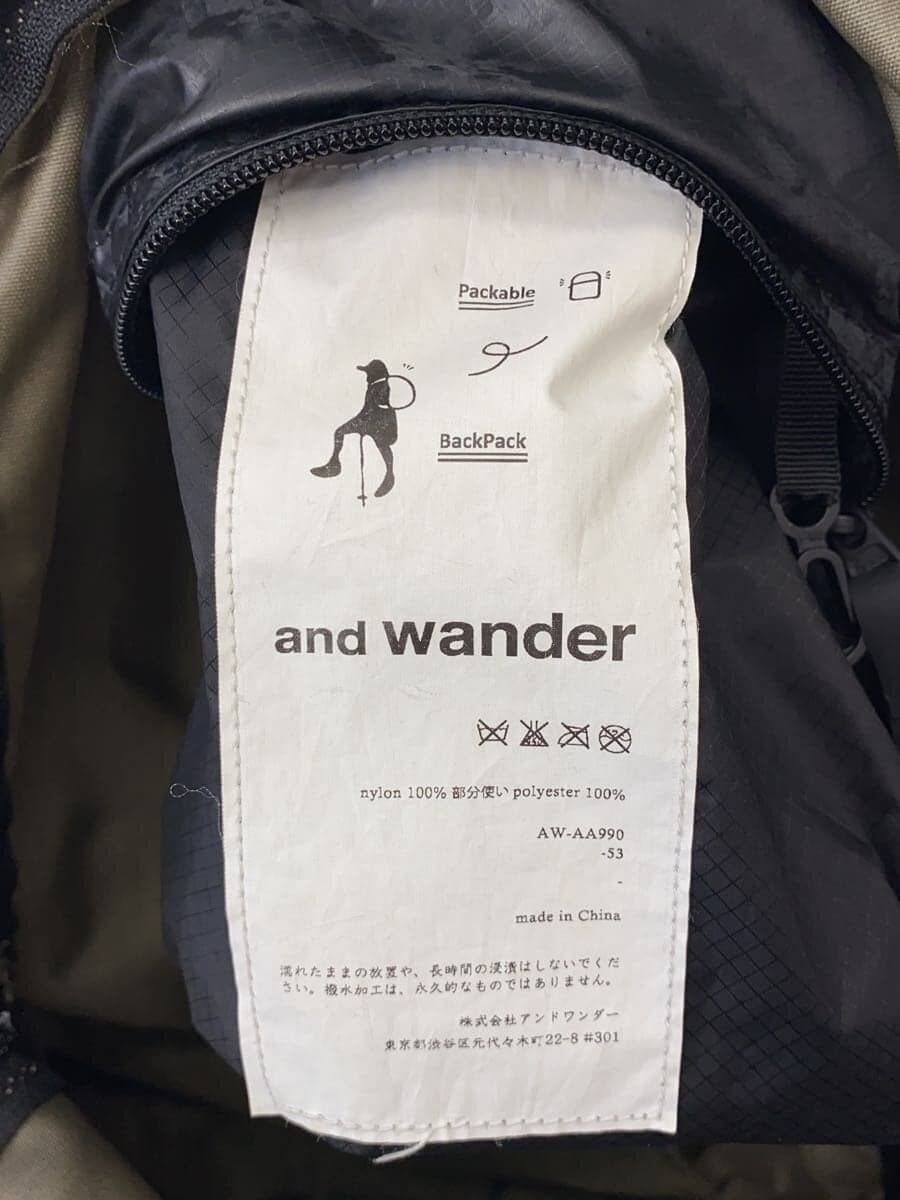 Packable
BackPack
and wander
nylon 100% 部分使い polyester 100%
AW-AA990
-53
-
made in China
濡れたままの放置や、長時間の浸漬はしないでくだ
さい。撥水加工は、永久的なものではありません。
株式会社アンドワンダー
東京都渋谷区元代々木町22-8 #301